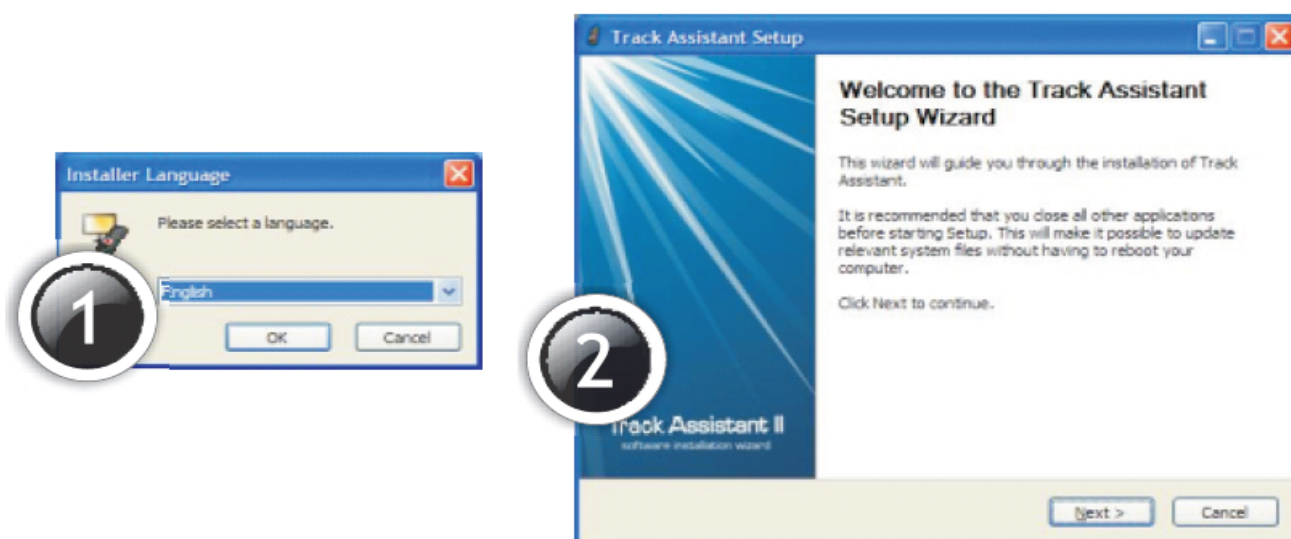 Installer Language
Please select a language.
English
OK
Cancel
1
Track Assistant Setup
Welcome to the Track Assistant
Setup Wizard
This wizard will guide you through the installation of Track
Assistant.
It is recommended that you close all other applications
before starting Setup. This will make it possible to update
relevant system files without having to reboot your
computer.
Click Next to continue.
2
Track Assistant II
software installation wizard
Next >
Cancel